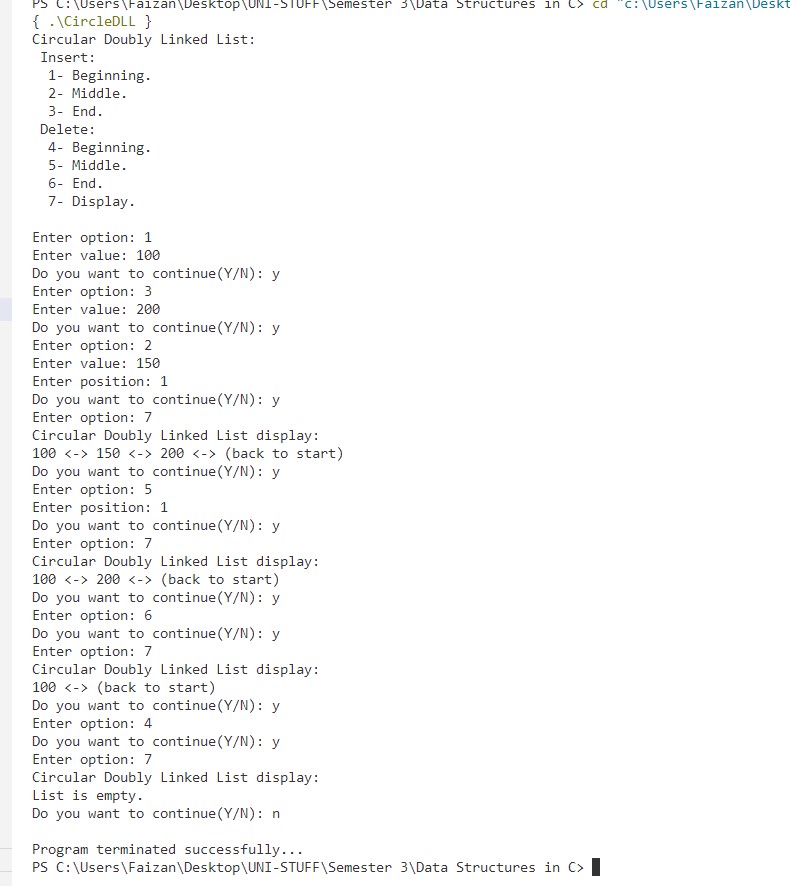 PS C:\Users\Faizan\Desktop\UNI-STUFF\Semester 3\Data Structures in C> cd "c:\Users\Faizan\Deskt
{ .\CircleDLL }
Circular Doubly Linked List:
 Insert:
  1- Beginning.
  2- Middle.
  3- End.
 Delete:
  4- Beginning.
  5- Middle.
  6- End.
  7- Display.

Enter option: 1
Enter value: 100
Do you want to continue(Y/N): y
Enter option: 3
Enter value: 200
Do you want to continue(Y/N): y
Enter option: 2
Enter value: 150
Enter position: 1
Do you want to continue(Y/N): y
Enter option: 7
Circular Doubly Linked List display:
100 <-> 150 <-> 200 <-> (back to start)
Do you want to continue(Y/N): y
Enter option: 5
Enter position: 1
Do you want to continue(Y/N): y
Enter option: 7
Circular Doubly Linked List display:
100 <-> 200 <-> (back to start)
Do you want to continue(Y/N): y
Enter option: 6
Do you want to continue(Y/N): y
Enter option: 7
Circular Doubly Linked List display:
100 <-> (back to start)
Do you want to continue(Y/N): y
Enter option: 4
Do you want to continue(Y/N): y
Enter option: 7
Circular Doubly Linked List display:
List is empty.
Do you want to continue(Y/N): n

Program terminated successfully...
PS C:\Users\Faizan\Desktop\UNI-STUFF\Semester 3\Data Structures in C>